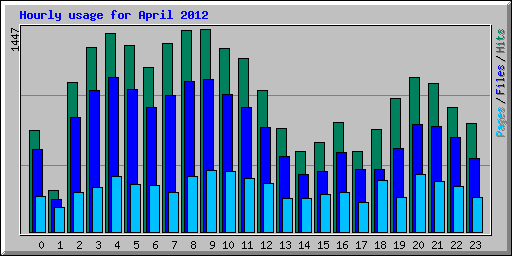 Hourly usage for April 2012
1447
Pages/Files/Hits
0 1 2 3 4 5 6 7 8 9 10 11 12 13 14 15 16 17 18 19 20 21 22 23